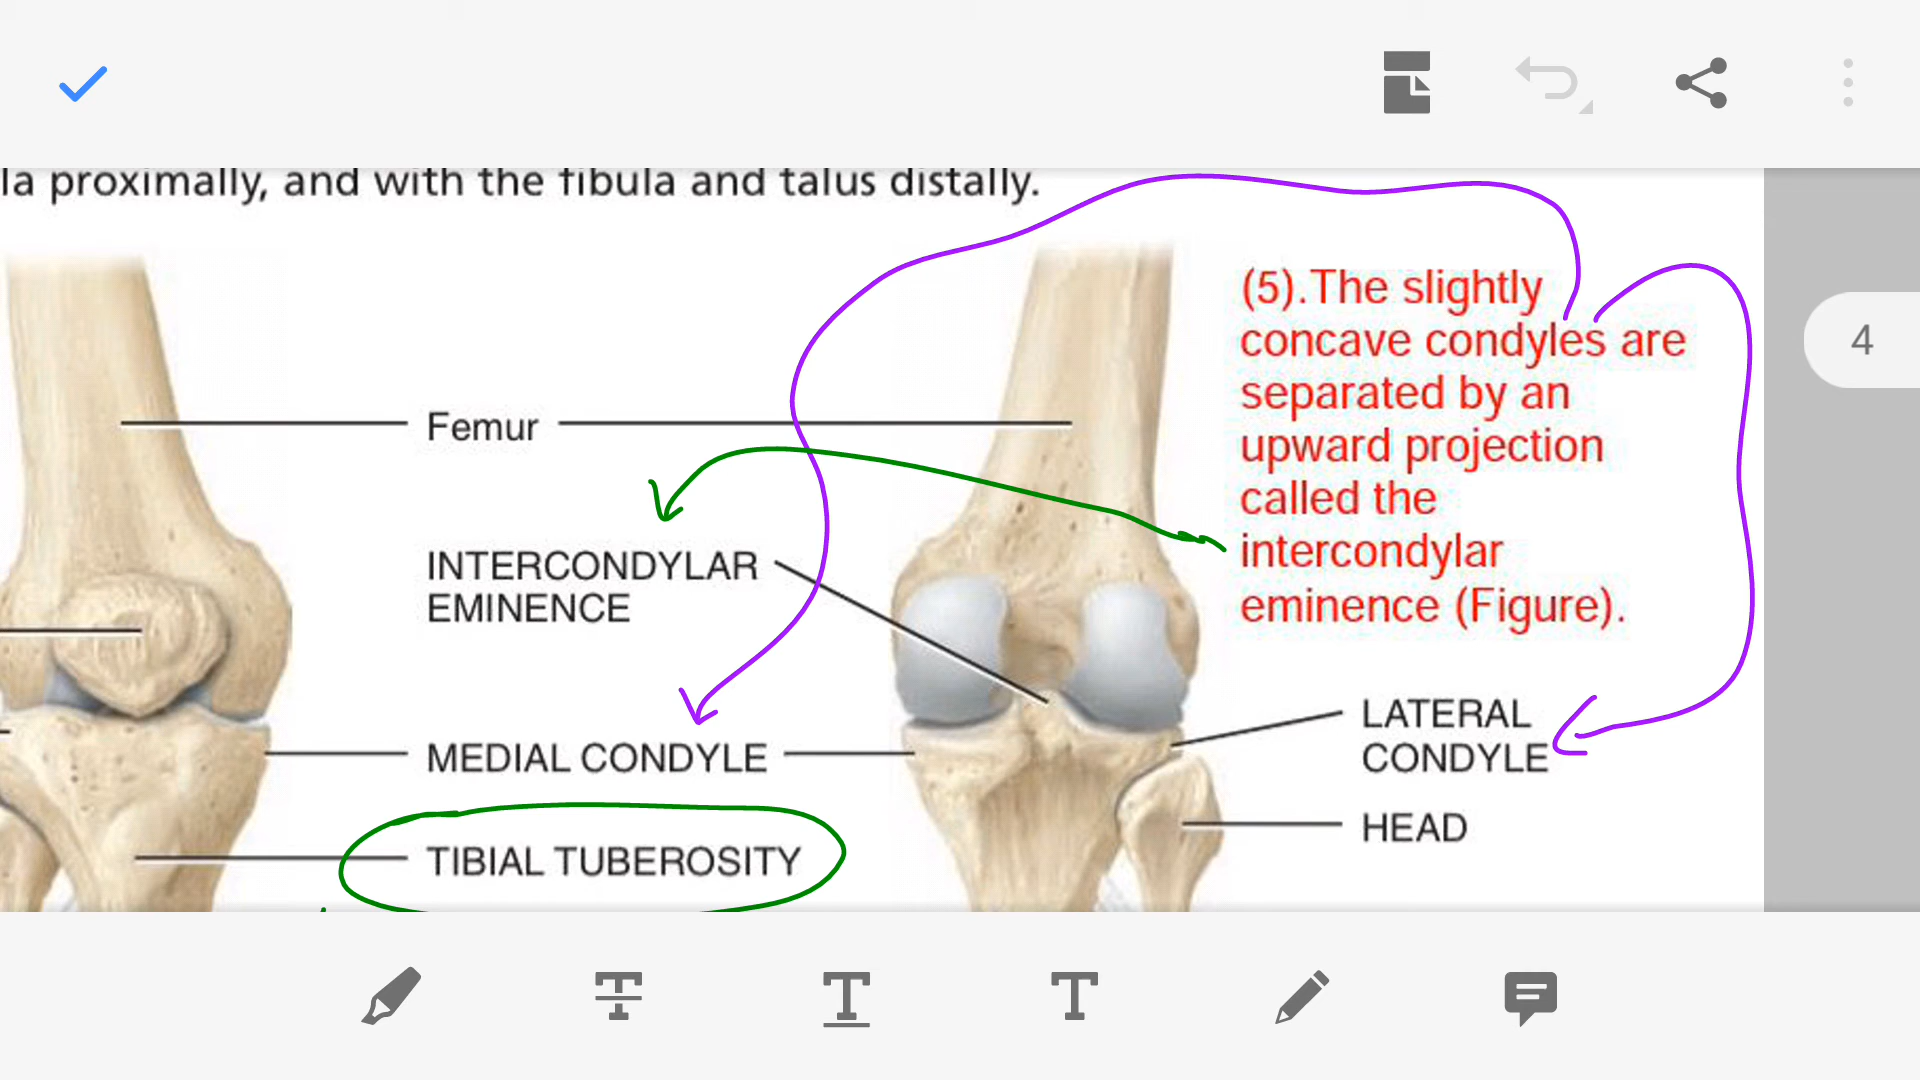 la proximally, and with the fibula and talus distally.
(5).The slightly
concave condyles are
separated by an
upward projection
called the
intercondylar
eminence (Figure).
4
Femur
INTERCONDYLAR
EMINENCE
MEDIAL CONDYLE
TIBIAL TUBEROSITY
LATERAL
CONDYLE
HEAD